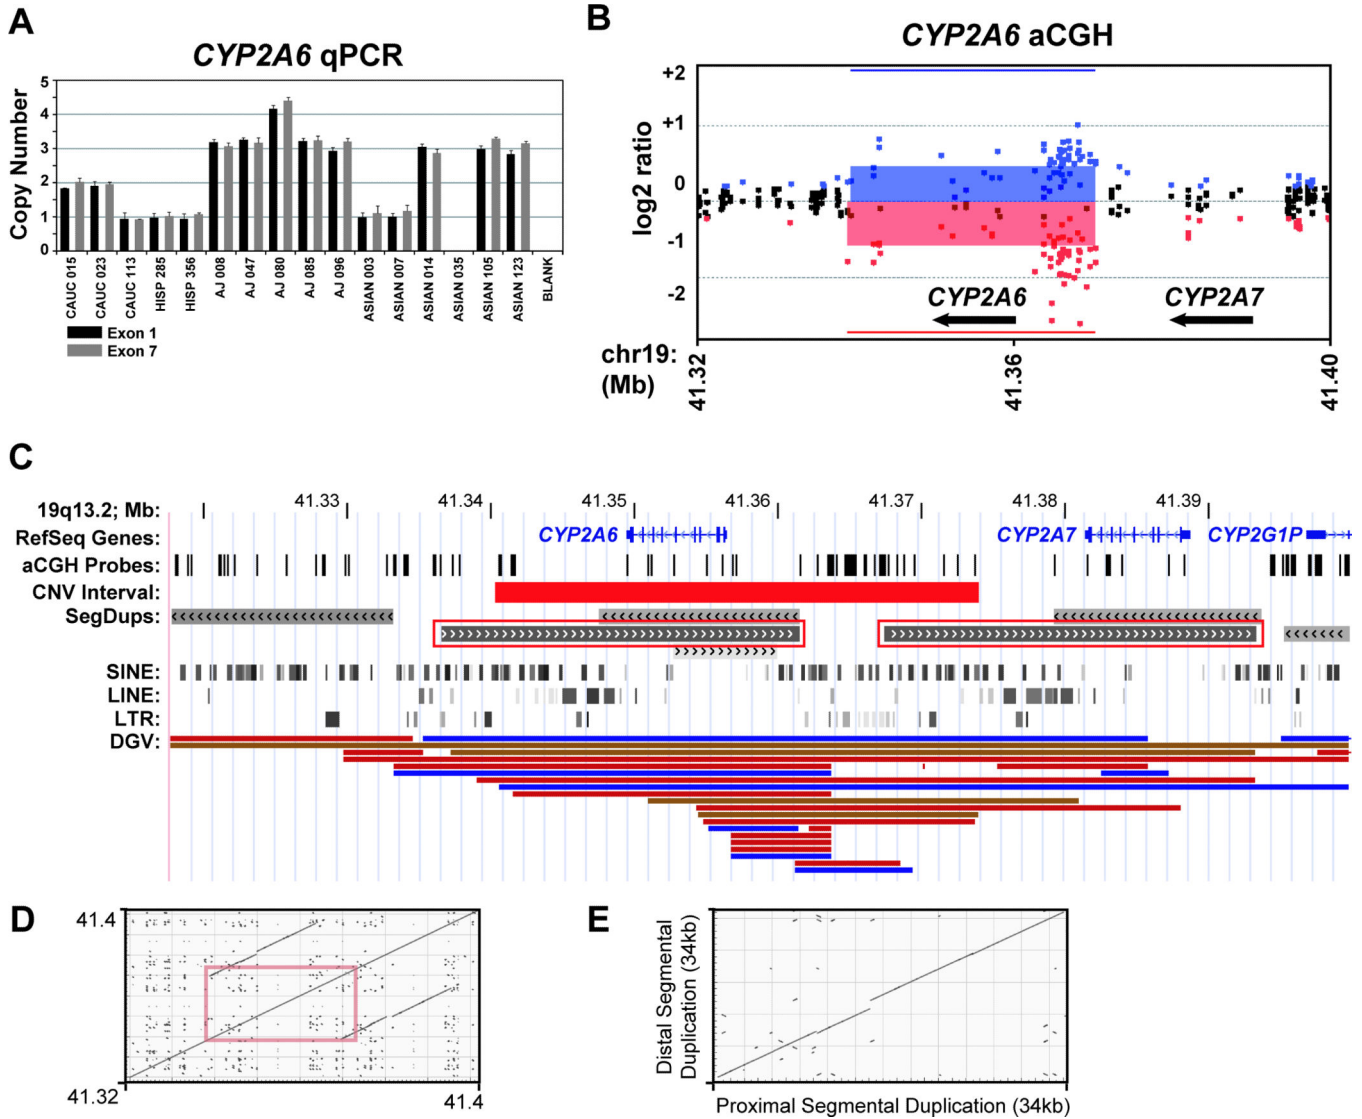 A
CYP2A6 qPCR
Copy Number
5
4
3
2
1
0
CAUC 015
CAUC 023
CAUC 113
HISP 285
HISP 356
AJ 008
AJ 047
AJ 080
AJ 085
AJ 096
ASIAN 003
ASIAN 007
ASIAN 014
ASIAN 035
ASIAN 105
ASIAN 123
BLANK
Exon 1
Exon 7
B
CYP2A6 aCGH
log2 ratio
+2
+1
0
-1
-2
CYP2A6
CYP2A7
chr19:
(Mb)
41.32
41.36
41.40
C
19q13.2; Mb:
41.33
41.34
41.35
41.36
41.37
41.38
41.39
RefSeq Genes:
CYP2A6
CYP2A7
CYP2G1P
aCGH Probes:
CNV Interval:
SegDups:
SINE:
LINE:
LTR:
DGV:
D
41.4
41.32
41.4
E
Distal Segmental
Duplication (34kb)
Proximal Segmental Duplication (34kb)